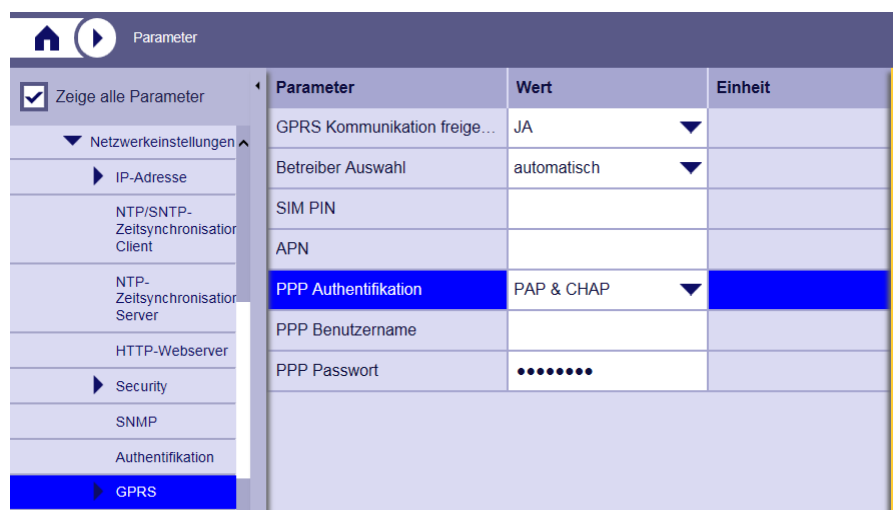 Parameter
Zeige alle Parameter
Netzwerkeinstellungen
IP-Adresse
NTP/SNTP-
Zeitsynchronisation
Client
NTP-
Zeitsynchronisation
Server
HTTP-Webserver
Security
SNMP
Authentifikation
GPRS
Parameter Wert Einheit
GPRS Kommunikation freige... JA
Betreiber Auswahl automatisch
SIM PIN
APN
PPP Authentifikation PAP & CHAP
PPP Benutzername
PPP Passwort ••••••••